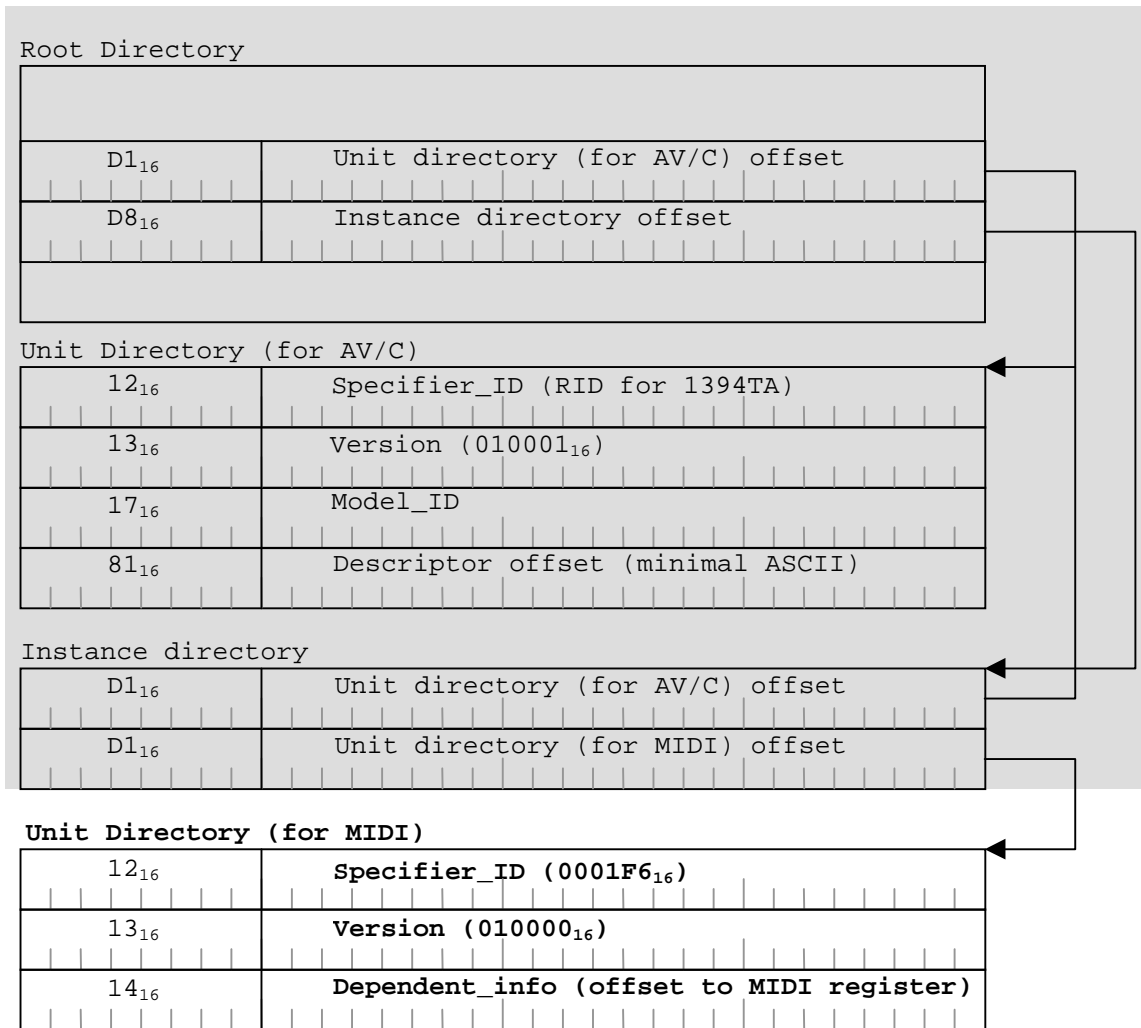 Root Directory
D1₁₆ Unit directory (for AV/C) offset
D8₁₆ Instance directory offset
Unit Directory (for AV/C)
12₁₆ Specifier_ID (RID for 1394TA)
13₁₆ Version (010001₁₆)
17₁₆ Model_ID
81₁₆ Descriptor offset (minimal ASCII)
Instance directory
D1₁₆ Unit directory (for AV/C) offset
D1₁₆ Unit directory (for MIDI) offset
Unit Directory (for MIDI)
12₁₆ Specifier_ID (0001F6₁₆)
13₁₆ Version (010000₁₆)
14₁₆ Dependent_info (offset to MIDI register)